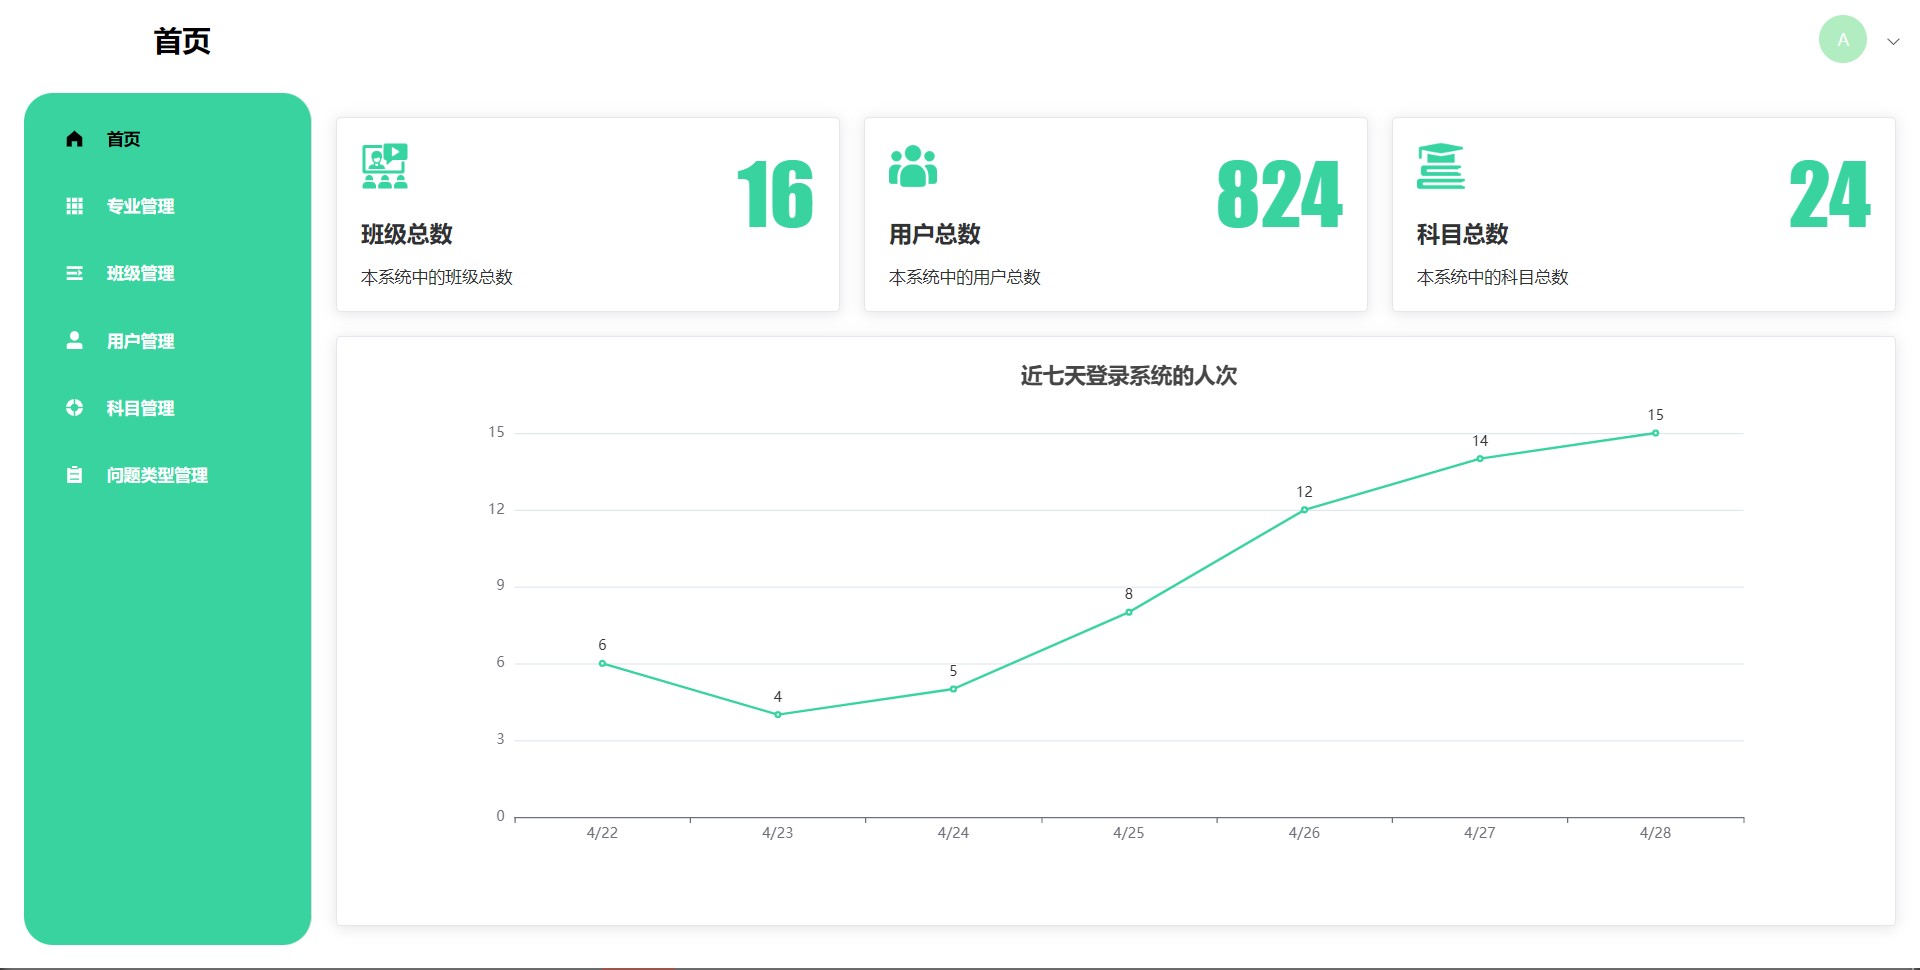 首页
A
首页
专业管理
班级管理
用户管理
科目管理
问题类型管理
16
班级总数
本系统中的班级总数
824
用户总数
本系统中的用户总数
24
科目总数
本系统中的科目总数
近七天登录系统的人次
15
12
9
6
3
0
6
4
5
8
12
14
15
4/22
4/23
4/24
4/25
4/26
4/27
4/28